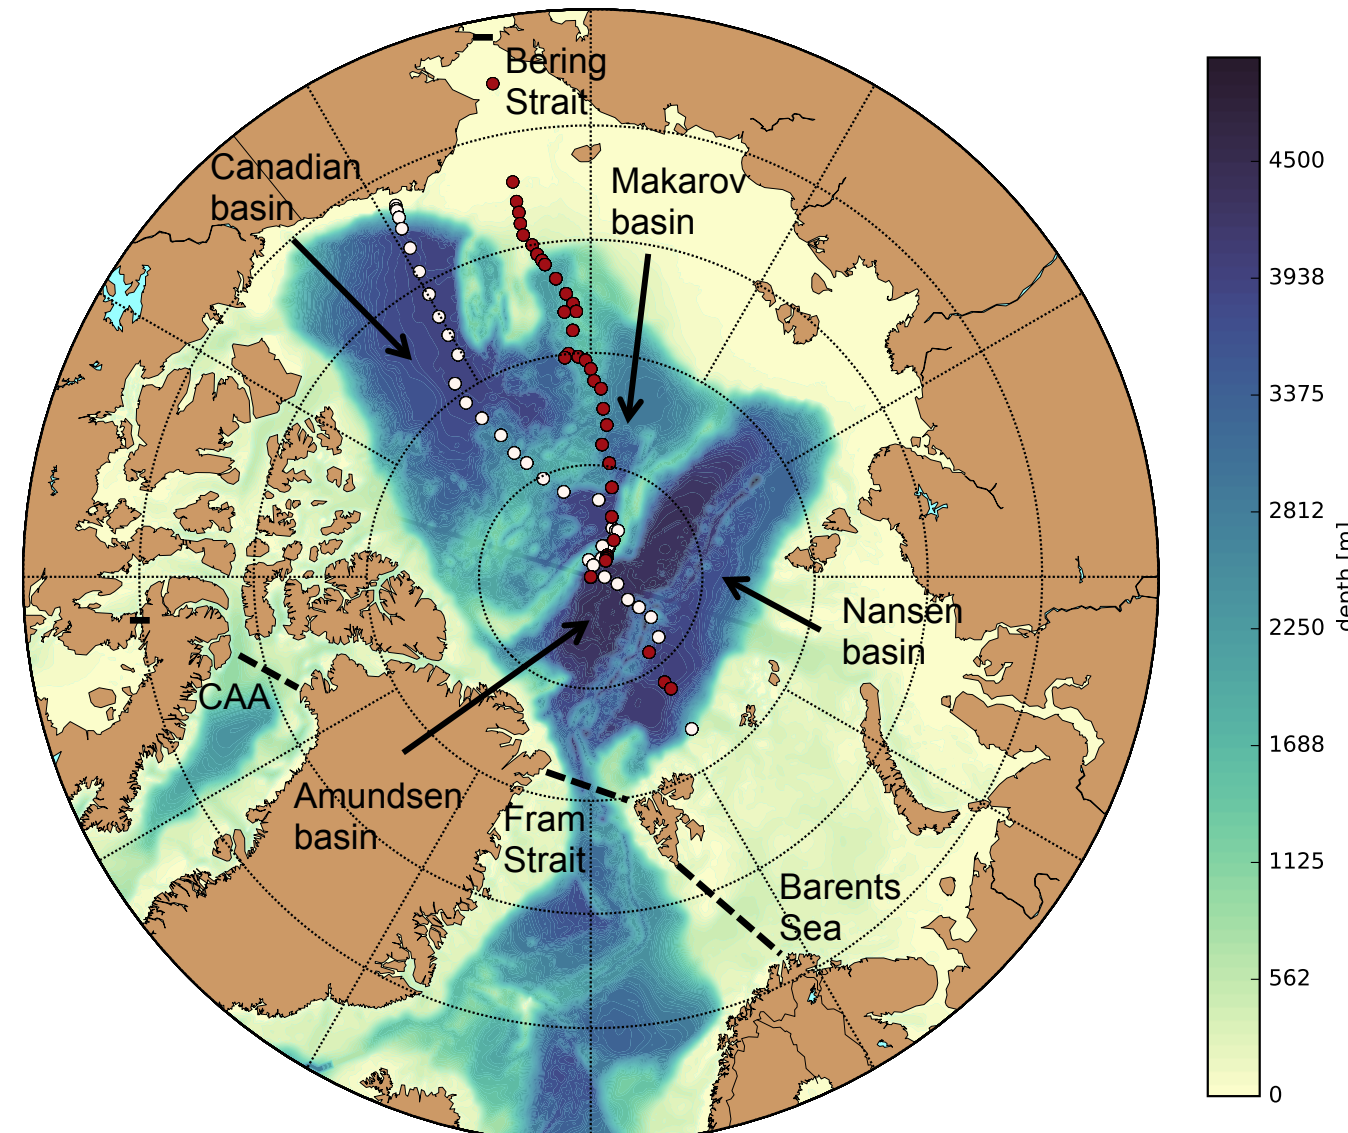 Bering
Strait
Canadian
basin
Makarov
basin
Nansen
basin
CAA
Amundsen
basin
Fram
Strait
Barents
Sea
4500
3938
3375
2812
2250
1688
1125
562
0
depth [m]